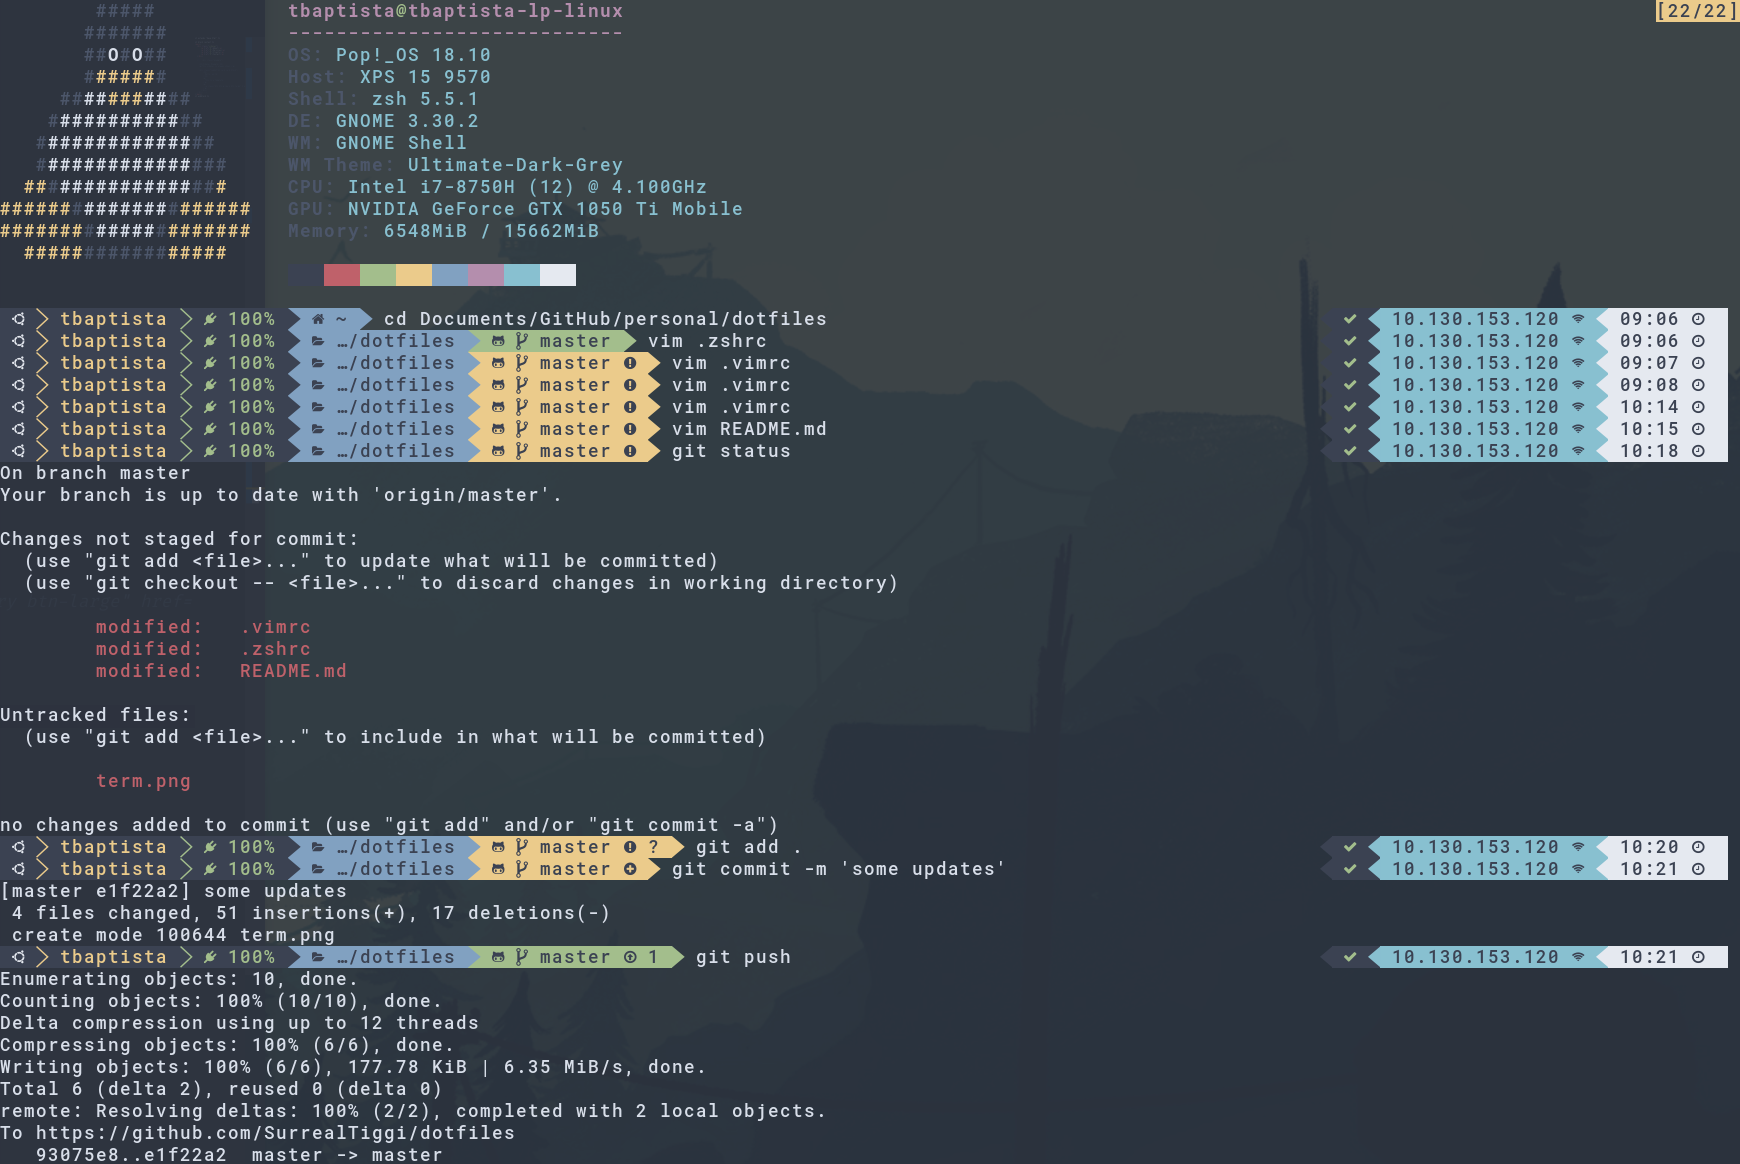 #####
tbaptista@tbaptista-lp-linux
[22/22]
#######
----------------------------
##O#O##
OS: Pop!_OS 18.10
#######
Host: XPS 15 9570
###########
Shell: zsh 5.5.1
#############
DE: GNOME 3.30.2
###############
WM: GNOME Shell
################
WM Theme: Ultimate-Dark-Grey
#################
CPU: Intel i7-8750H (12) @ 4.100GHz
#####################
GPU: NVIDIA GeForce GTX 1050 Ti Mobile
#####################
Memory: 6548MiB / 15662MiB
#################
tbaptista 100% ~ cd Documents/GitHub/personal/dotfiles 10.130.153.120 09:06
tbaptista 100% …/dotfiles master vim .zshrc 10.130.153.120 09:06
tbaptista 100% …/dotfiles master vim .vimrc 10.130.153.120 09:07
tbaptista 100% …/dotfiles master vim .vimrc 10.130.153.120 09:08
tbaptista 100% …/dotfiles master vim .vimrc 10.130.153.120 10:14
tbaptista 100% …/dotfiles master vim README.md 10.130.153.120 10:15
tbaptista 100% …/dotfiles master git status 10.130.153.120 10:18
On branch master
Your branch is up to date with 'origin/master'.
Changes not staged for commit:
(use "git add <file>..." to update what will be committed)
(use "git checkout -- <file>..." to discard changes in working directory)
modified: .vimrc
modified: .zshrc
modified: README.md
Untracked files:
(use "git add <file>..." to include in what will be committed)
term.png
no changes added to commit (use "git add" and/or "git commit -a")
tbaptista 100% …/dotfiles master ? git add . 10.130.153.120 10:20
tbaptista 100% …/dotfiles master git commit -m 'some updates' 10.130.153.120 10:21
[master e1f22a2] some updates
4 files changed, 51 insertions(+), 17 deletions(-)
create mode 100644 term.png
tbaptista 100% …/dotfiles master 1 git push 10.130.153.120 10:21
Enumerating objects: 10, done.
Counting objects: 100% (10/10), done.
Delta compression using up to 12 threads
Compressing objects: 100% (6/6), done.
Writing objects: 100% (6/6), 177.78 KiB | 6.35 MiB/s, done.
Total 6 (delta 2), reused 0 (delta 0)
remote: Resolving deltas: 100% (2/2), completed with 2 local objects.
To https://github.com/SurrealTiggi/dotfiles
93075e8..e1f22a2 master -> master